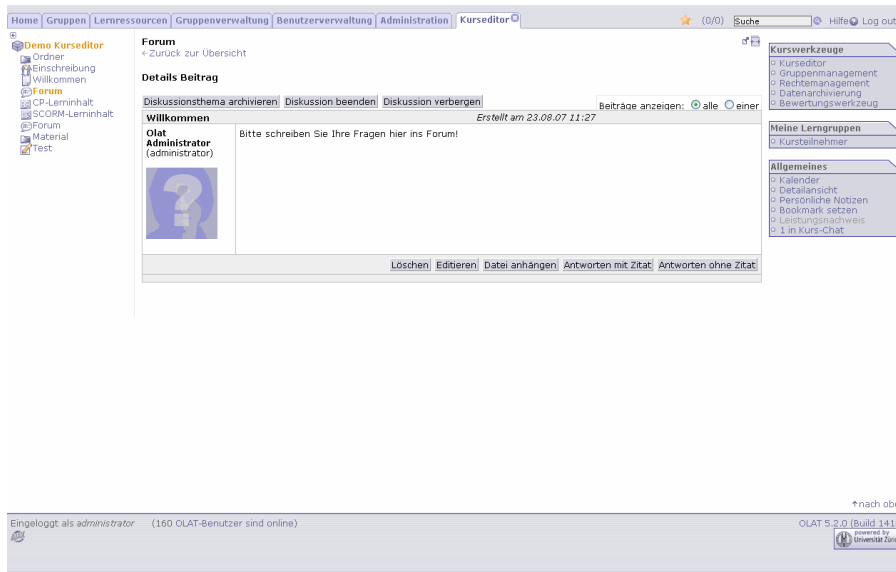 Home Gruppen Lernressourcen Gruppenverwaltung Benutzerverwaltung Administration Kurseditor (0/0) Suche Hilfe Log out
Demo Kurseditor
Ordner
Einschreibung
Willkommen
Forum
CP-Lerninhalt
SCORM-Lerninhalt
Forum
Material
Test
Forum
←Zurück zur Übersicht
Details Beitrag
Diskussionsthema archivieren Diskussion beenden Diskussion verbergen
Beiträge anzeigen: alle einer
Willkommen Erstellt am 23.08.07 11:27
Olat
Administrator
(administrator)
Bitte schreiben Sie Ihre Fragen hier ins Forum!
Löschen Editieren Datei anhängen Antworten mit Zitat Antworten ohne Zitat
Kurswerkzeuge
Kurseditor
Gruppenmanagement
Rechtemanagement
Datenarchivierung
Bewertungswerkzeug
Meine Lerngruppen
Kursteilnehmer
Allgemeines
Kalender
Detailansicht
Persönliche Notizen
Bookmark setzen
Leistungsnachweis
1 in Kurs-Chat
↑nach obe
Eingeloggt als administrator (160 OLAT-Benutzer sind online)
OLAT 5.2.0 (Build 141
powered by
Universität Züri